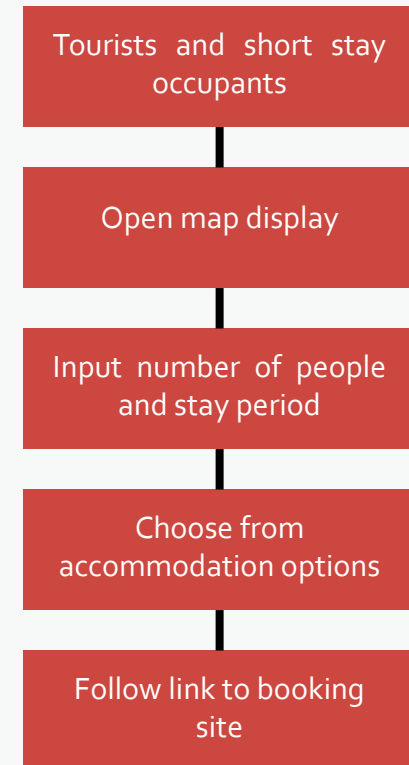 Tourists and short stay
occupants
Open map display
Input number of people
and stay period
Choose from
accommodation options
Follow link to booking
site